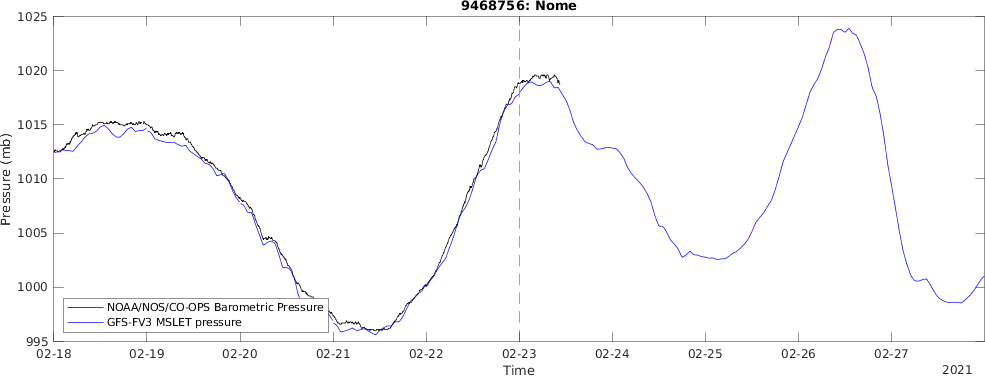 9468756: Nome
1025
1020
1015
1010
1005
1000
995
Pressure (mb)
NOAA/NOS/CO-OPS Barometric Pressure
GFS-FV3 MSLET pressure
02-18 02-19 02-20 02-21 02-22 02-23 02-24 02-25 02-26 02-27
Time
2021